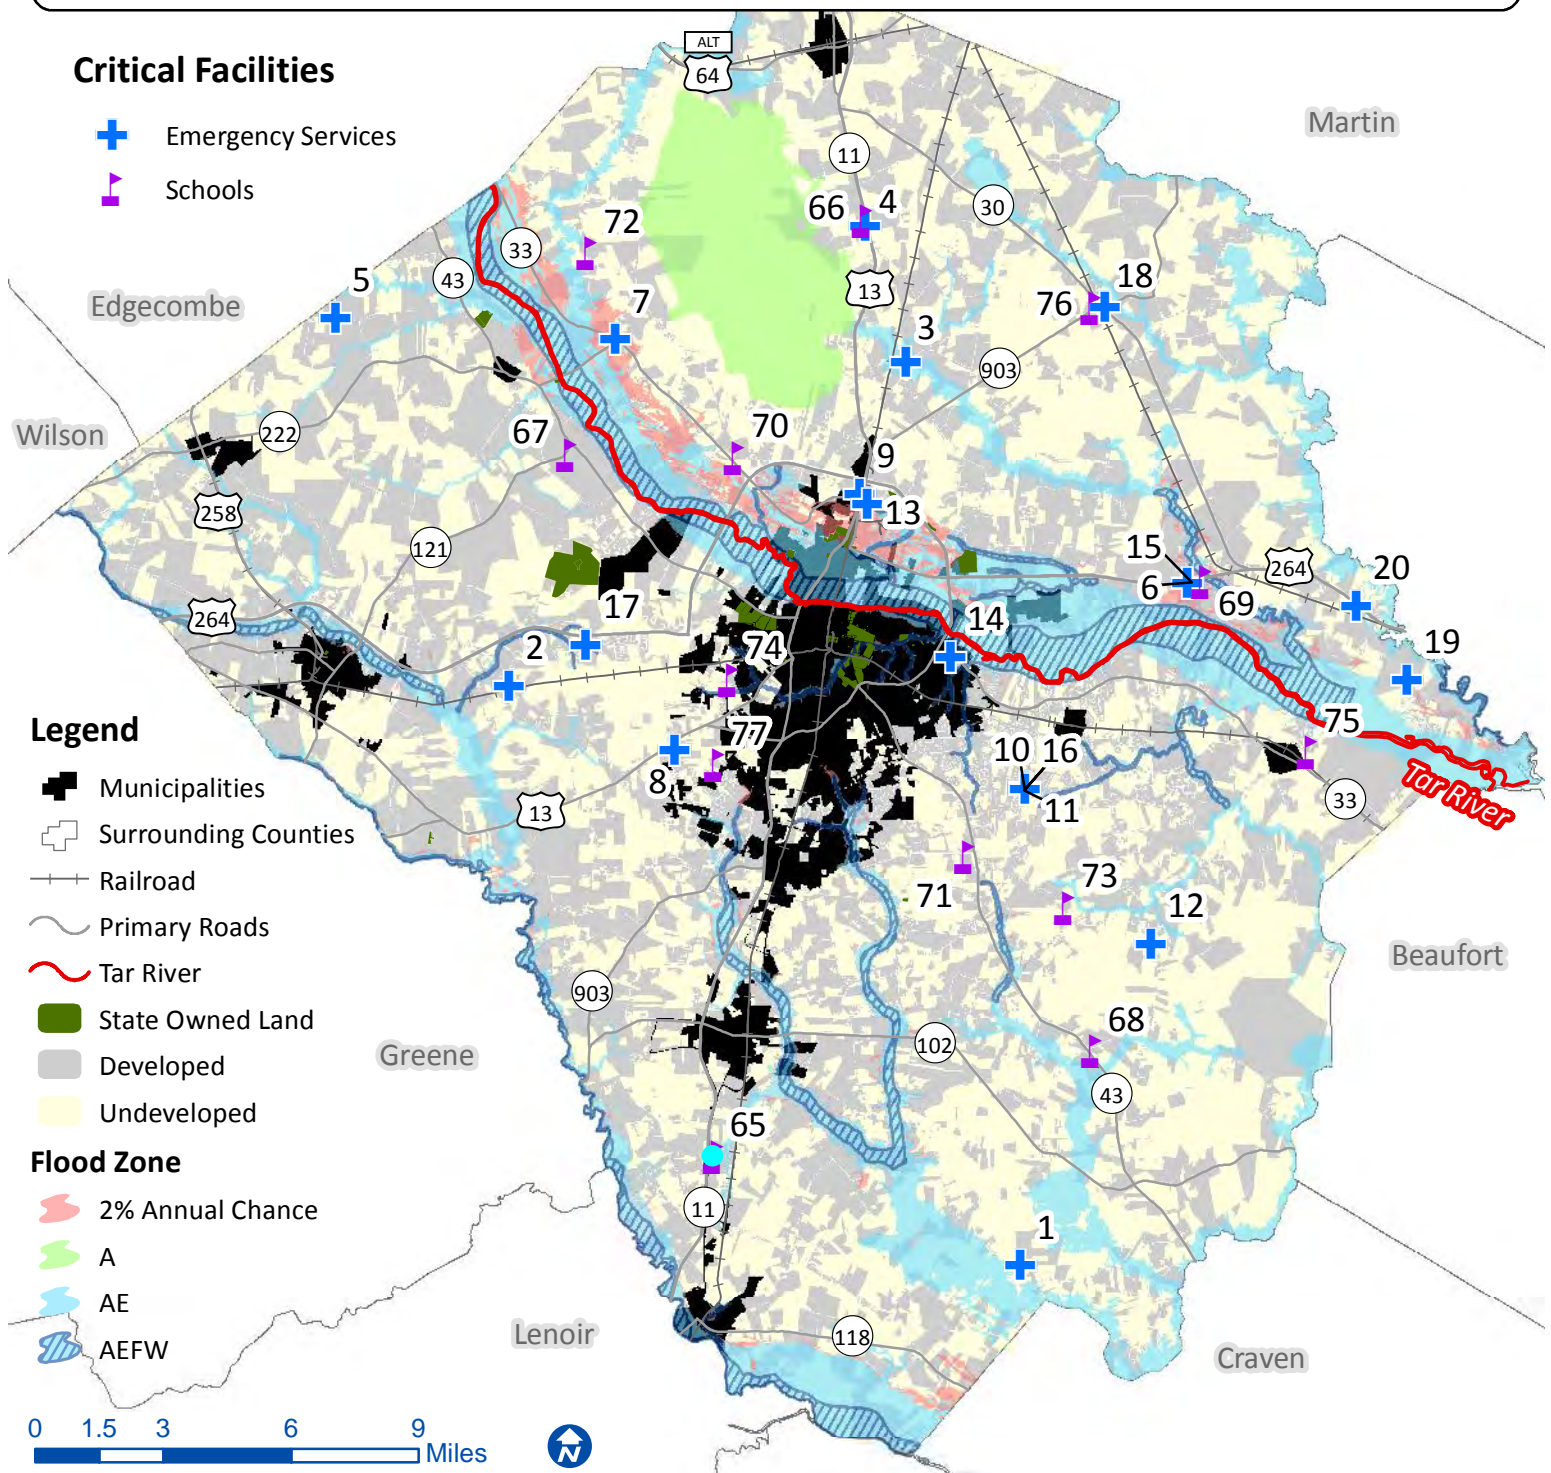 Critical Facilities
Emergency Services
Schools
ALT
64
Martin
11
66
4
30
72
33
5
43
Edgecombe
7
13
76
18
3
903
Wilson
222
67
70
9
258
13
121
15
264
6
69
20
264
17
2
74
14
19
Legend
75
77
10
16
8
11
13
33
Tar River
Municipalities
Surrounding Counties
Railroad
71
73
12
Primary Roads
Beaufort
Tar River
903
State Owned Land
68
102
Greene
Developed
43
Undeveloped
65
Flood Zone
2% Annual Chance
11
1
A
AE
Lenoir
118
AEFW
Craven
0 1.5 3 6 9
Miles
N